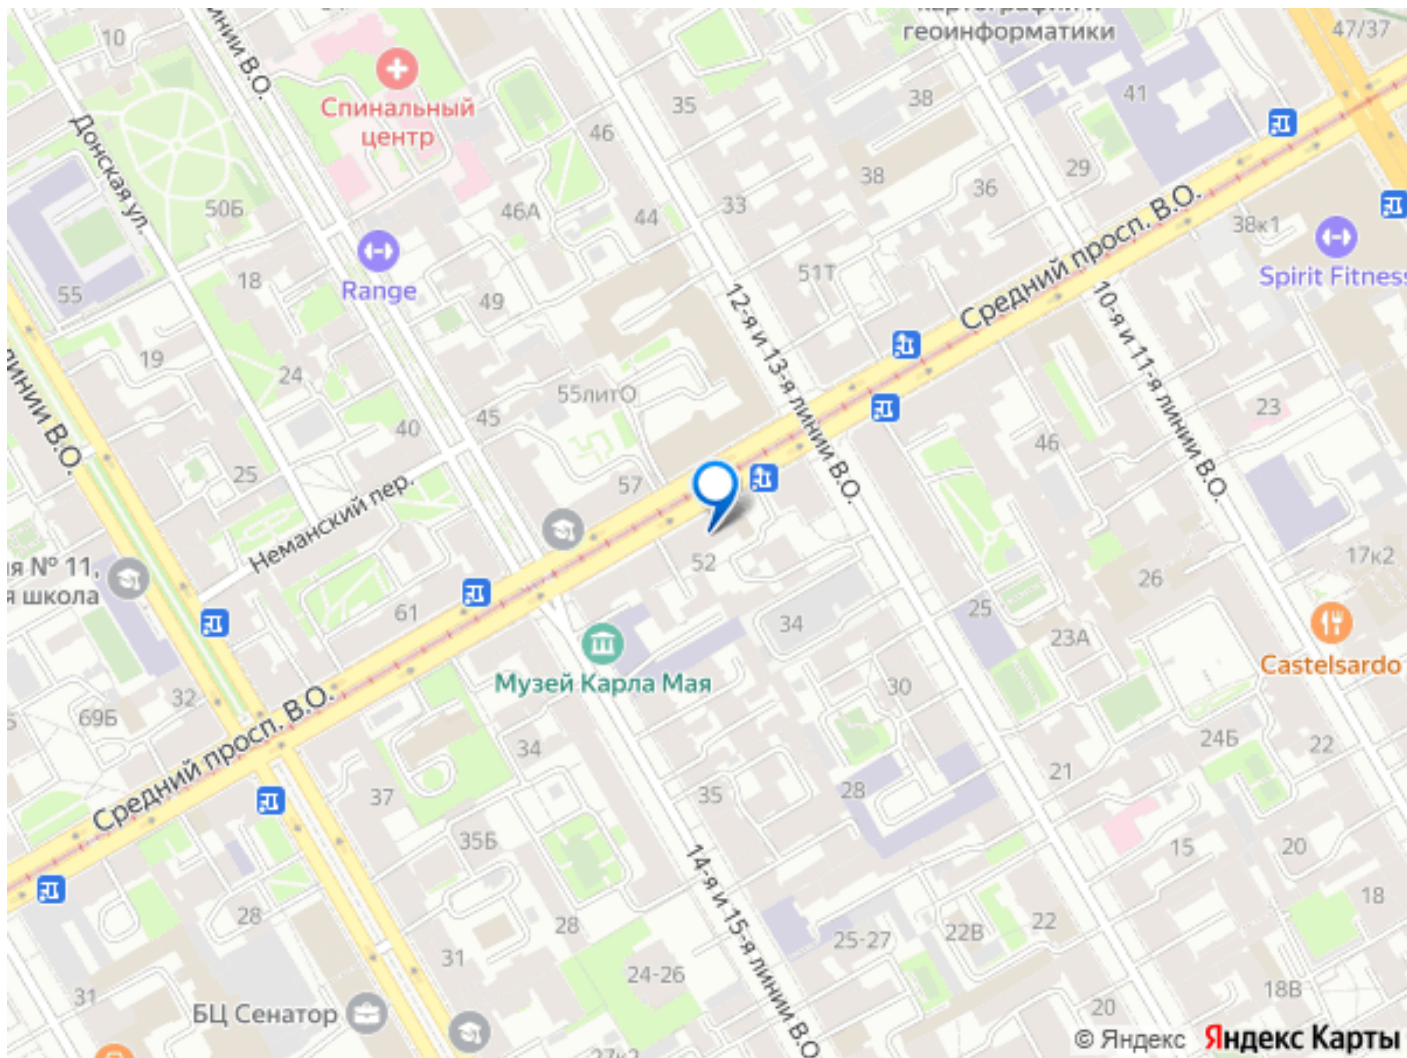 картографии и
геоинформатики
47/37
10
линии В.О.
Спинальный
центр
35
38
41
46
Донская ул.
38
36
29
50Б
46А
44
33
Средний просп. В.О.
38к1
Spirit Fitness
55
18
Range
49
51Т
12-я и 13-я линии В.О.
10-я и 11-я линии В.О.
19
24
55литО
23
линии В.О.
40
45
46
25
57
Неманский пер.
52
17к2
я № 11,
я школа
61
26
25
34
23А
Castelsardo
Музей Карла Мая
32
69Б
30
Средний просп. В.О.
34
24Б
22
37
35
28
21
35Б
14-я и 15-я линии В.О.
15
20
28
28
25-27
22В
22
18
31
24-26
31
18В
БЦ Сенатор
20
27к2
© Яндекс Яндекс Карты